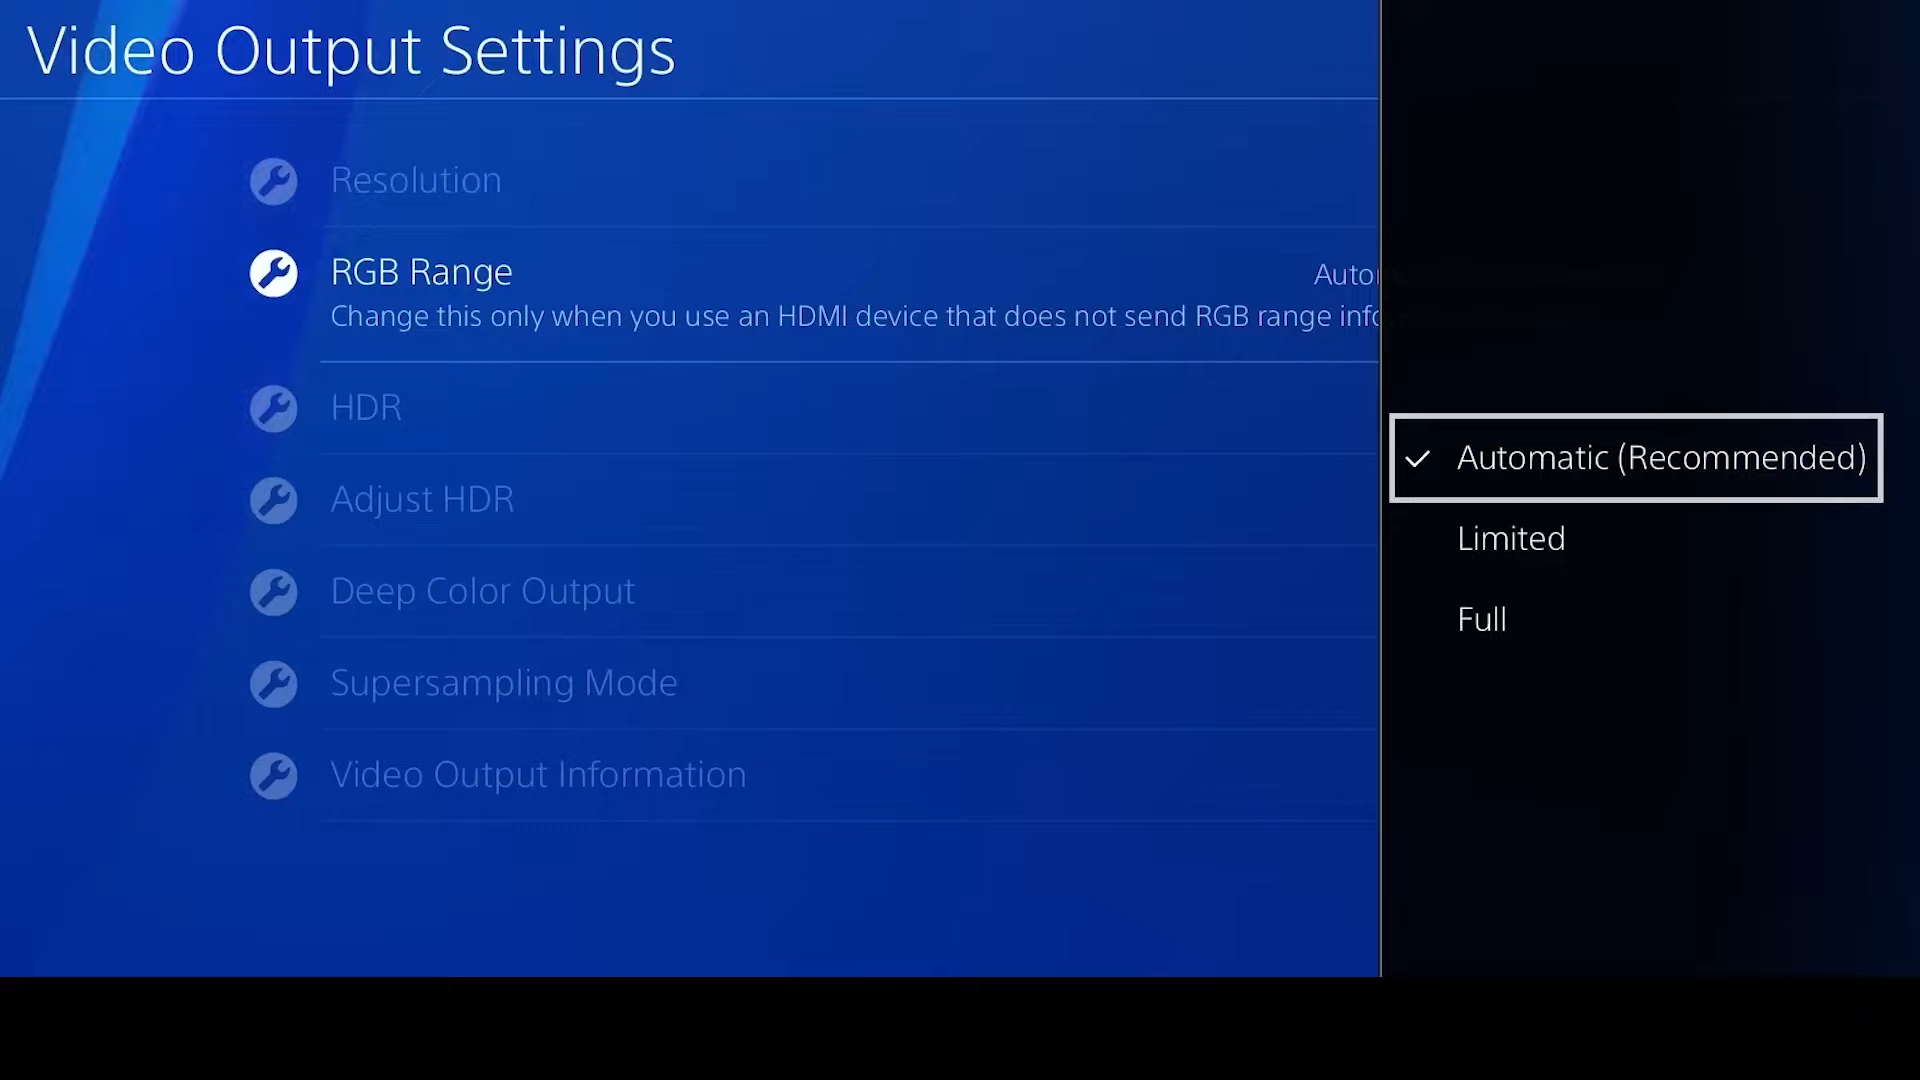 Video Output Settings
Resolution
RGB Range
Change this only when you use an HDMI device that does not send RGB range
HDR
Adjust HDR
Deep Color Output
Supersampling Mode
Video Output Information
Automatic (Recommended)
Limited
Full